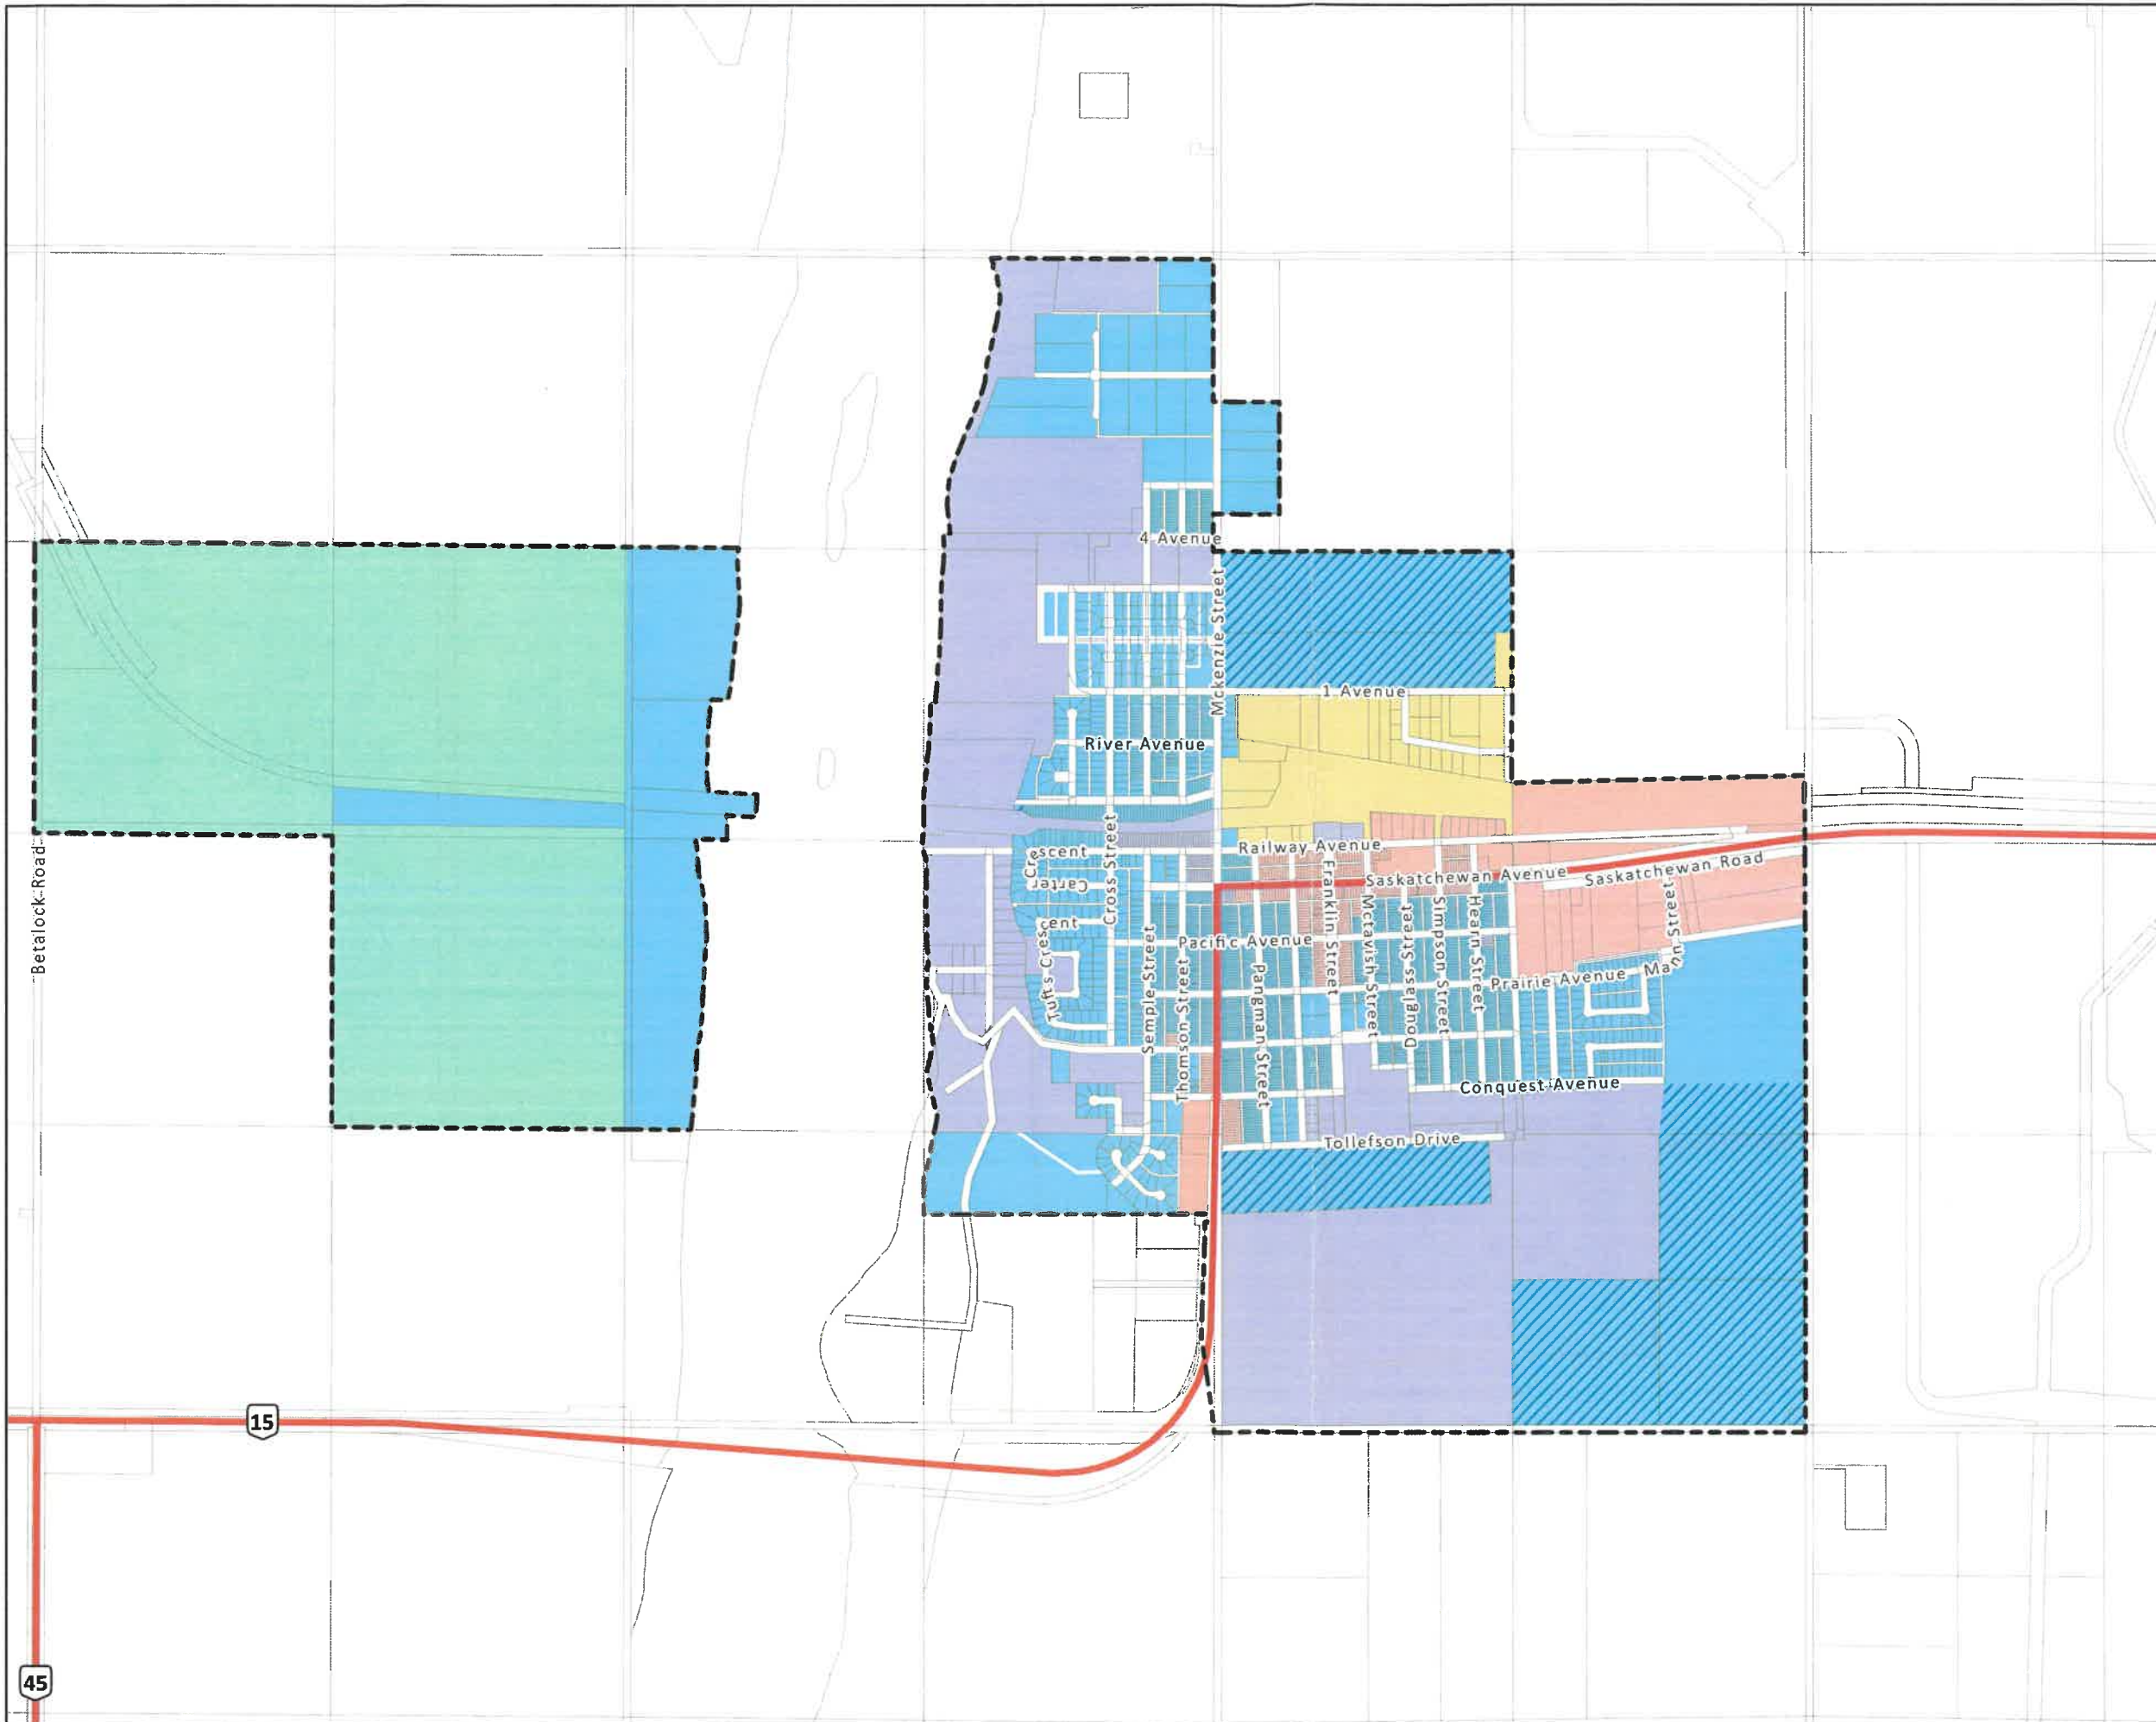 4 Avenue
Mckenzie Street
1 Avenue
River Avenue
Betalock Road
Cross Street
Crescent
Railway Avenue
Carter
Franklin Street
Saskatchewan Avenue
Saskatchewan Road
Tufts Crescent
Semple Street
Thomson Street
Pacific Avenue
Pangman Street
Mctavish Street
Douglass Street
Simpson Street
Hearn Street
Prairie Avenue
Mann Street
Conquest Avenue
Tollefson Drive
15
45